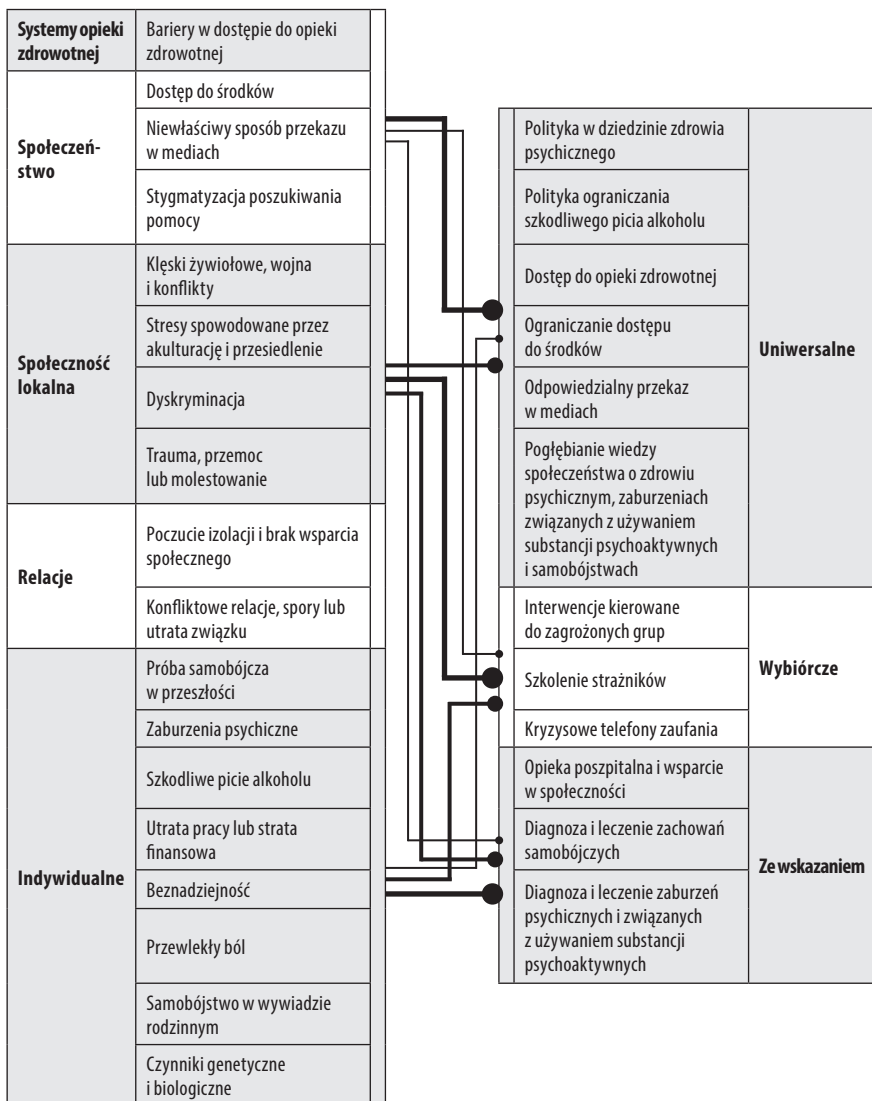 Systemy opieki
zdrowotnej
Bariery w dostępie do opieki
zdrowotnej
Społeczeń-
stwo
Dostęp do środków
Niewłaściwy sposób przekazu
w mediach
Stygmatyzacja poszukiwania
pomocy
Społeczność
lokalna
Klęski żywiołowe, wojna
i konflikty
Stresy spowodowane przez
akulturację i przesiedlenie
Dyskryminacja
Trauma, przemoc
lub molestowanie
Relacje
Poczucie izolacji i brak wsparcia
społecznego
Konfliktowe relacje, spory lub
utrata związku
Indywidualne
Próba samobójcza
w przeszłości
Zaburzenia psychiczne
Szkodliwe picie alkoholu
Utrata pracy lub strata
finansowa
Beznadziejność
Przewlekły ból
Samobójstwo w wywiadzie
rodzinnym
Czynniki genetyczne
i biologiczne
Polityka w dziedzinie zdrowia
psychicznego
Polityka ograniczania
szkodliwego picia alkoholu
Dostęp do opieki zdrowotnej
Ograniczanie dostępu
do środków
Odpowiedzialny przekaz
w mediach
Pogłębianie wiedzy
społeczeństwa o zdrowiu
psychicznym, zaburzeniach
związanych z używaniem
substancji psychoaktywnych
i samobójstwach
Uniwersalne
Interwencje kierowane
do zagrożonych grup
Szkolenie strażników
Kryzysowe telefony zaufania
Wybiórcze
Opieka poszpitalna i wsparcie
w społeczności
Diagnoza i leczenie zachowań
samobójczych
Diagnoza i leczenie zaburzeń
psychicznych i związanych
z używaniem substancji
psychoaktywnych
Ze wskazaniem